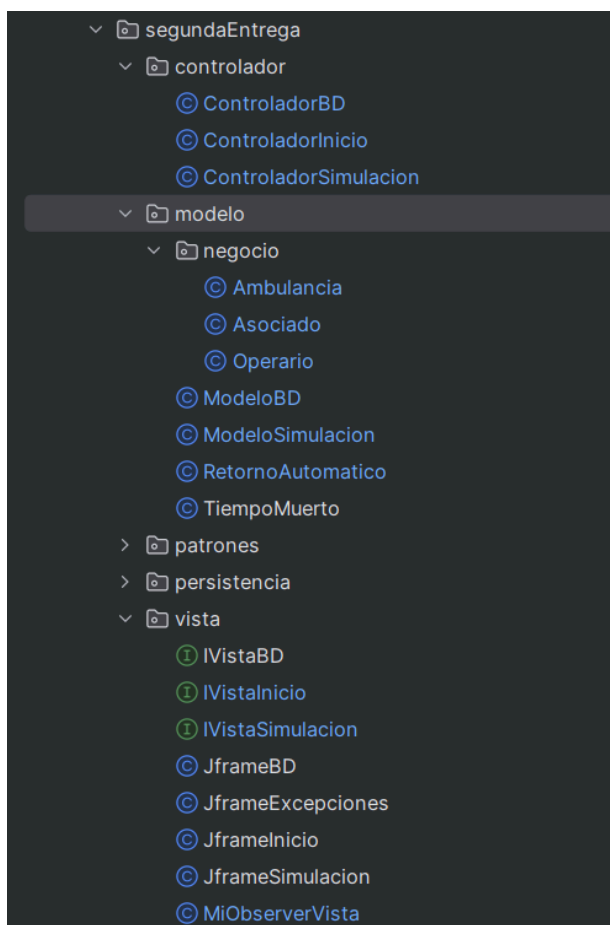 segundaEntrega
controlador
ControladorBD
ControladorInicio
ControladorSimulacion
modelo
negocio
Ambulancia
Asociado
Operario
ModeloBD
ModeloSimulacion
RetornoAutomatico
TiempoMuerto
patrones
persistencia
vista
IVistaBD
IVistaInicio
IVistaSimulacion
JframeBD
JframeExcepciones
JframeInicio
JframeSimulacion
MiObserverVista